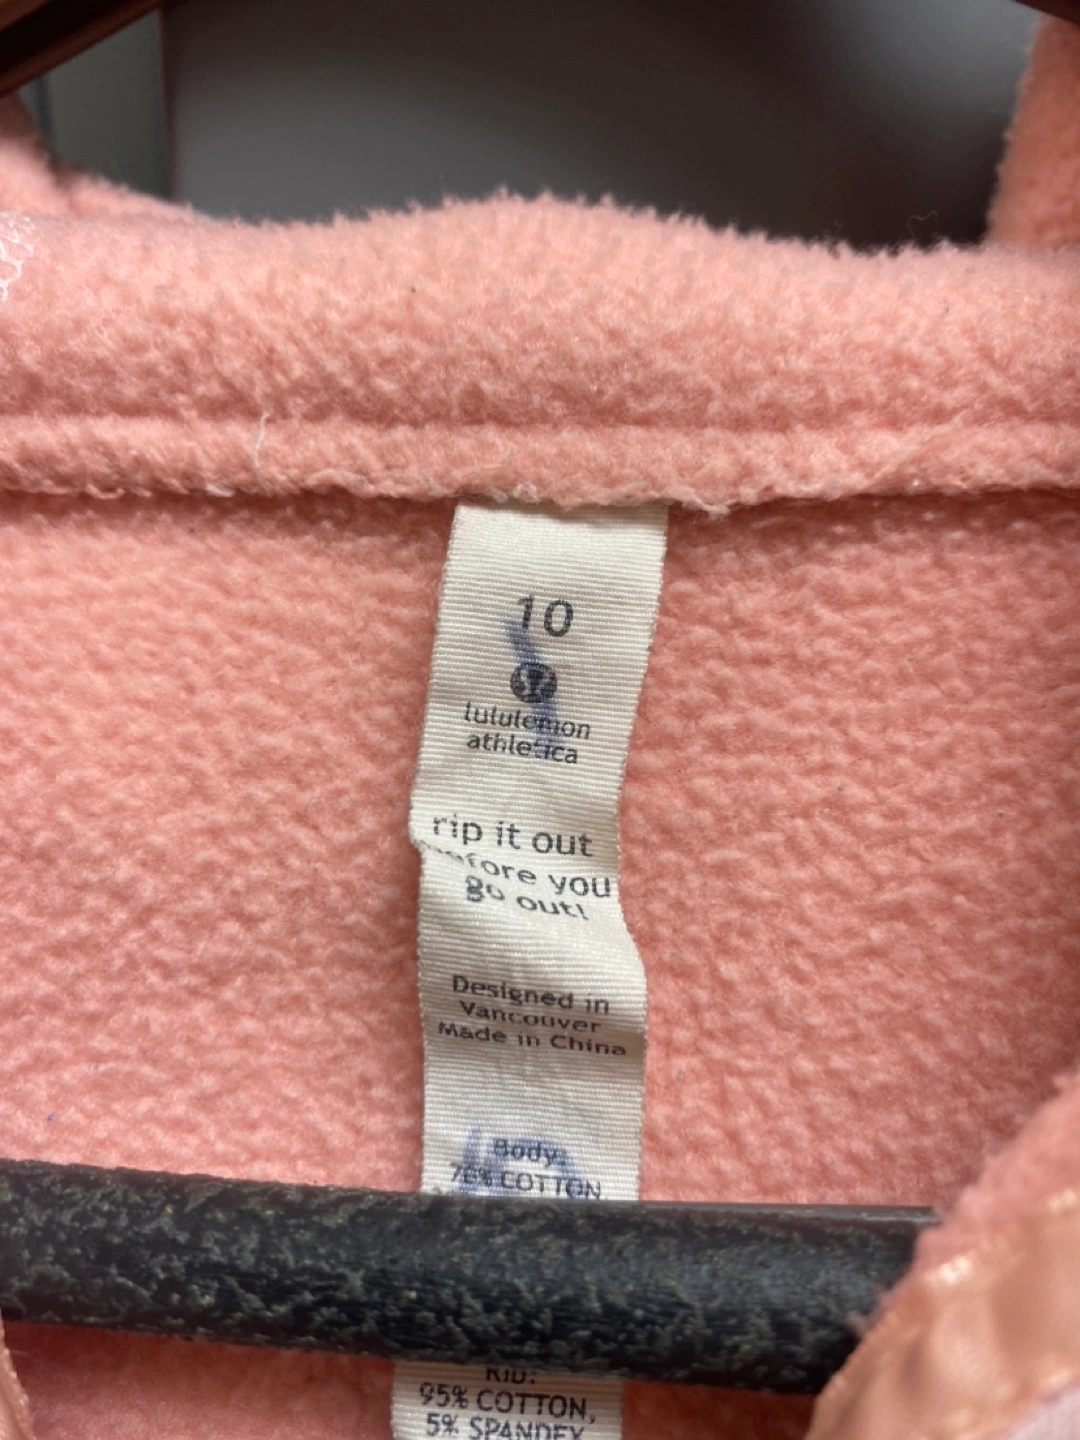 10
lululemon
athletica
rip it out
before you
go out!
Designed in
Vancouver
Made in China
Body:
COTTON,
RIB:
95% COTTON,
5% SPANDEX